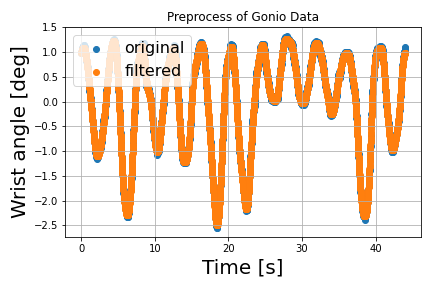 Preprocess of Gonio Data
Wrist angle [deg]
1.5
1.0
0.5
0.0
−0.5
−1.0
−1.5
−2.0
−2.5
original
filtered
0 10 20 30 40
Time [s]